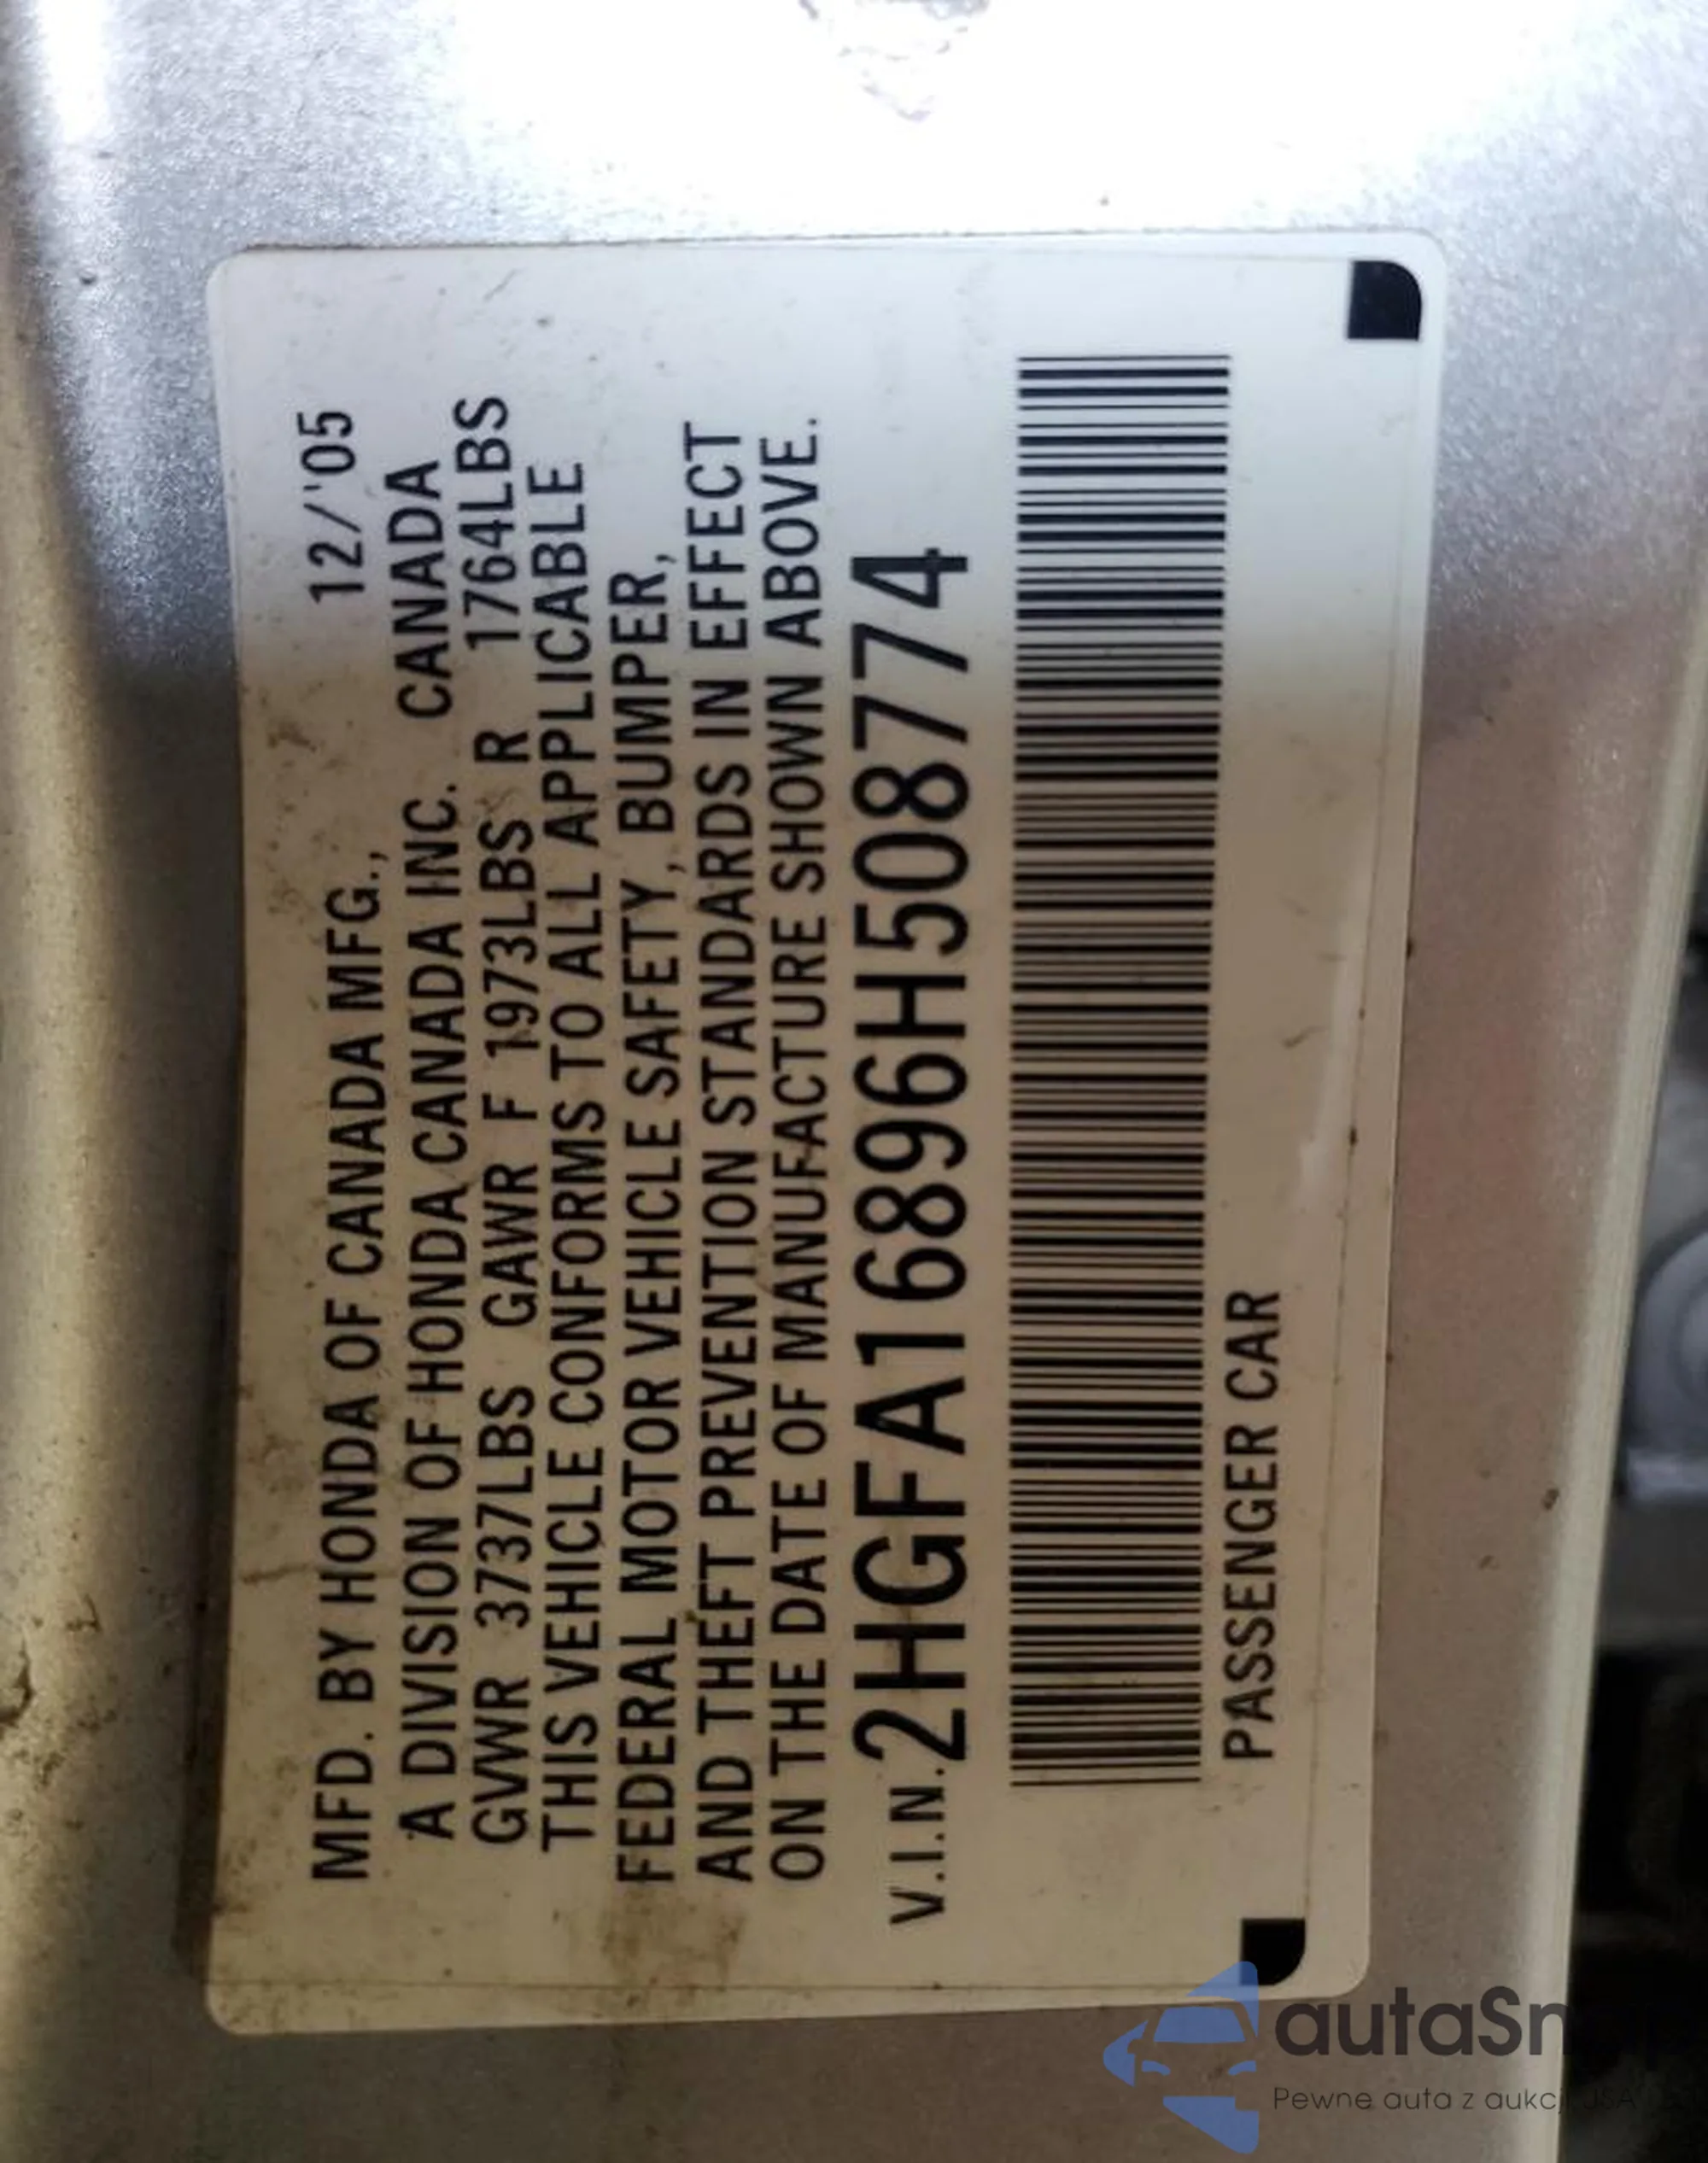 MFD. BY HONDA OF CANADA MFG., 12/'05
A DIVISION OF HONDA CANADA INC. CANADA
GVWR 3737LBS GAWR F 1973LBS R 1764LBS
THIS VEHICLE CONFORMS TO ALL APPLICABLE
FEDERAL MOTOR VEHICLE SAFETY, BUMPER,
AND THEFT PREVENTION STANDARDS IN EFFECT
ON THE DATE OF MANUFACTURE SHOWN ABOVE.
V.I.N. 2HGFA16896H508774
PASSENGER CAR
Pewne auta z aukcji USA